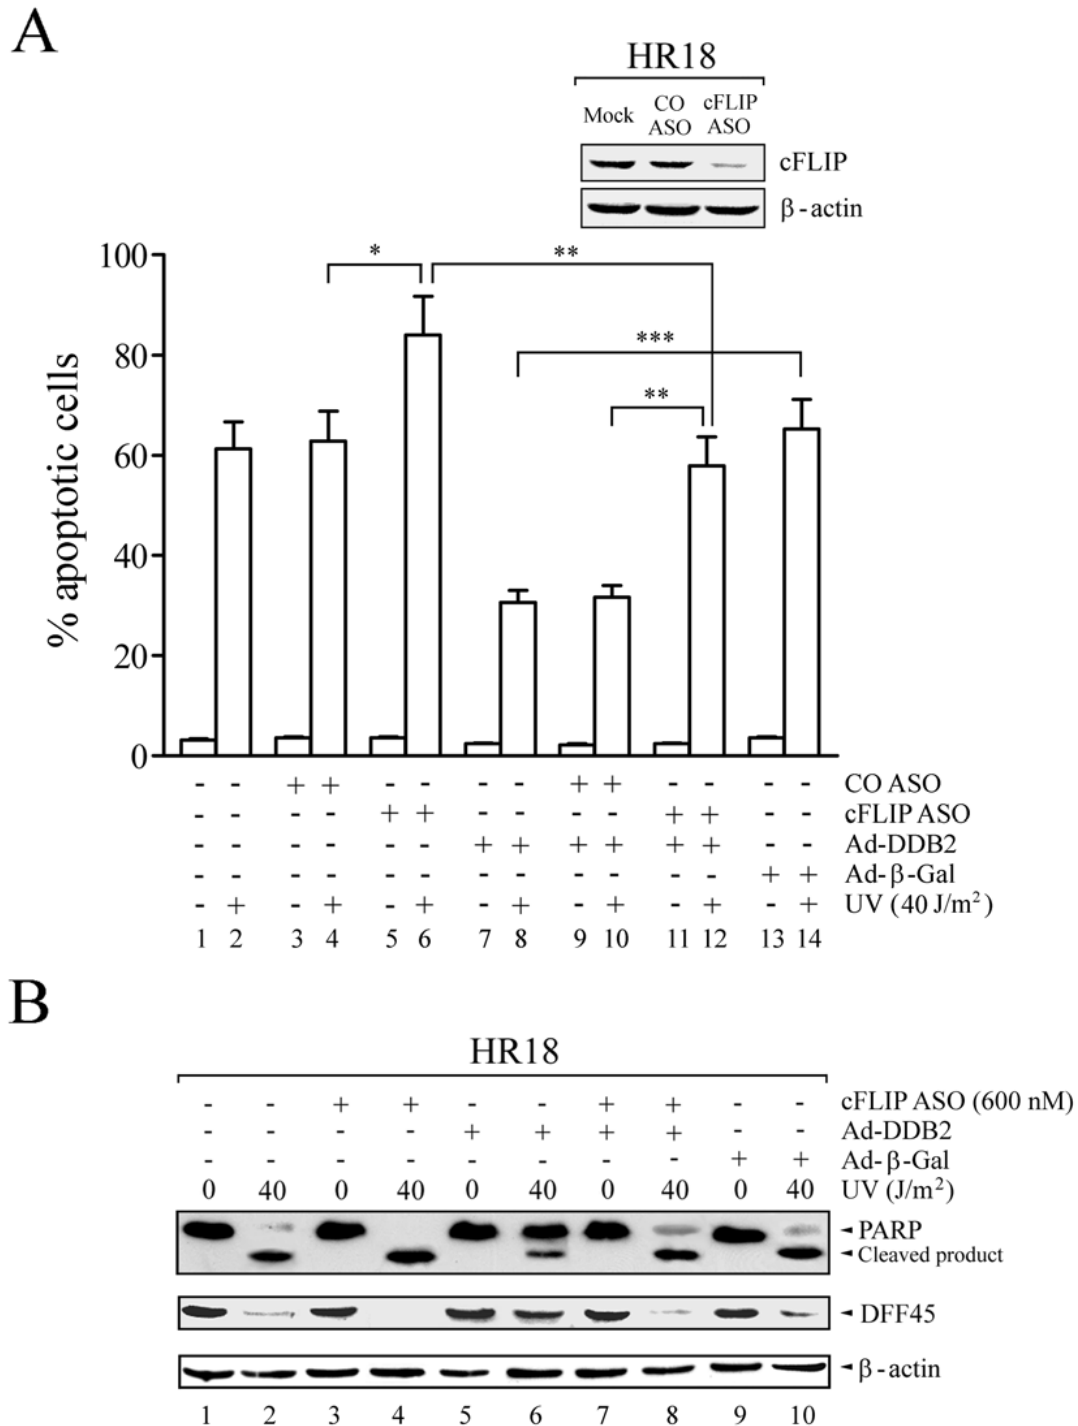 A
HR18
Mock CO ASO cFLIP ASO
cFLIP
β-actin
100
80
60
40
20
0
% apoptotic cells
* **
***
**
- - + + - - - - + + - - - - CO ASO
- - - - + + - - - - + + - - cFLIP ASO
- - - - - - + + + + + + - - Ad-DDB2
- - - - - - - - - - - - + + Ad-β-Gal
- + - + - + - + - + - + - + UV (40 J/m²)
1 2 3 4 5 6 7 8 9 10 11 12 13 14
B
HR18
- - + + - - + + - - cFLIP ASO (600 nM)
- - - - + + + + - - Ad-DDB2
- - - - - - - - + + Ad-β-Gal
0 40 0 40 0 40 0 40 0 40 UV (J/m²)
PARP
Cleaved product
DFF45
β-actin
1 2 3 4 5 6 7 8 9 10